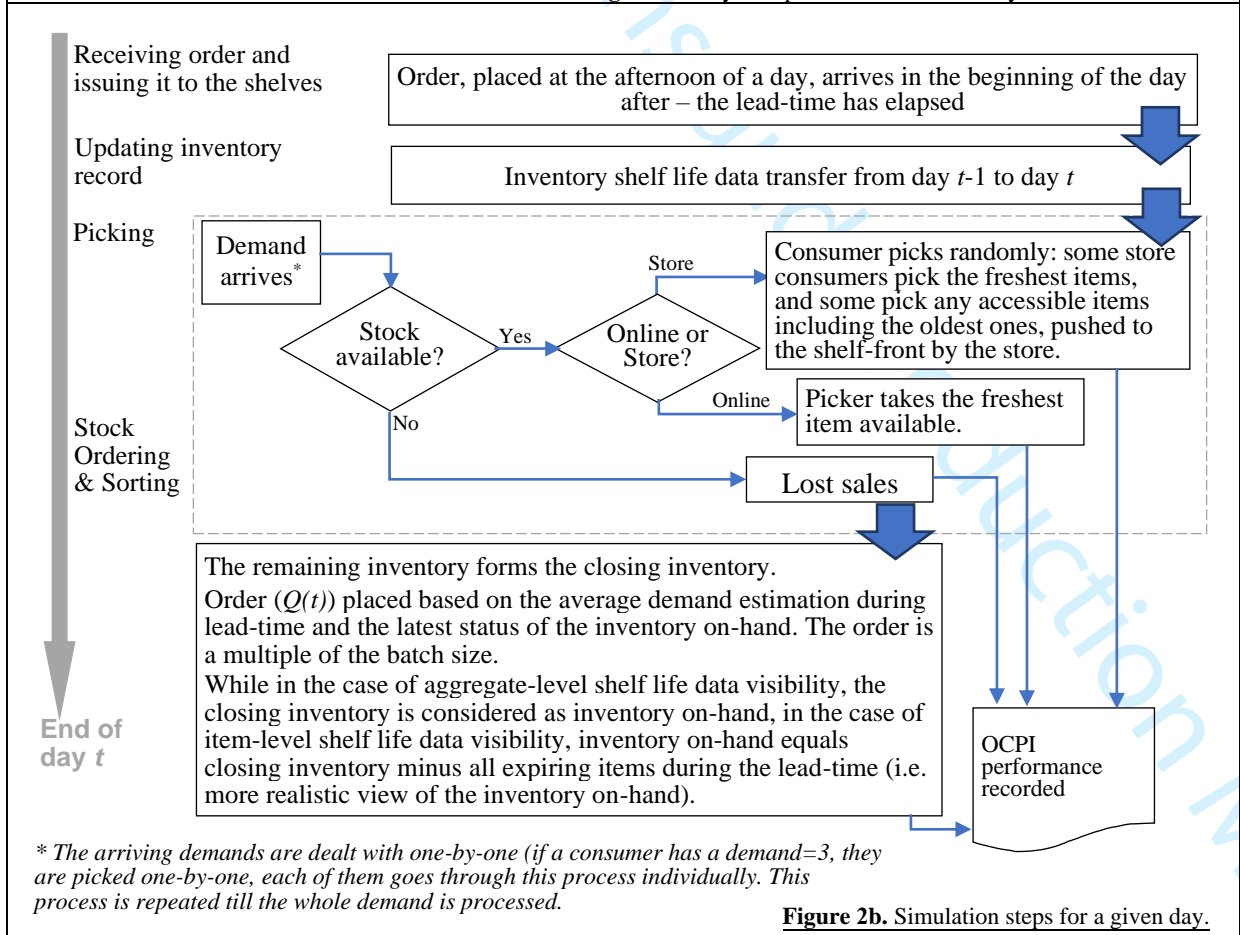 Receiving order and
issuing it to the shelves
Order, placed at the afternoon of a day, arrives in the beginning of the day
after – the lead-time has elapsed
Updating inventory
record
Inventory shelf life data transfer from day t-1 to day t
Picking
Demand
arrives*
Stock
available?
Yes
No
Online or
Store?
Store
Online
Consumer picks randomly: some store
consumers pick the freshest items,
and some pick any accessible items
including the oldest ones, pushed to
the shelf-front by the store.
Picker takes the freshest
item available.
Lost sales
Stock
Ordering
& Sorting
The remaining inventory forms the closing inventory.
Order (Q(t)) placed based on the average demand estimation during
lead-time and the latest status of the inventory on-hand. The order is
a multiple of the batch size.
While in the case of aggregate-level shelf life data visibility, the
closing inventory is considered as inventory on-hand, in the case of
item-level shelf life data visibility, inventory on-hand equals
closing inventory minus all expiring items during the lead-time (i.e.
more realistic view of the inventory on-hand).
End of
day t
OCPI
performance
recorded
* The arriving demands are dealt with one-by-one (if a consumer has a demand=3, they
are picked one-by-one, each of them goes through this process individually. This
process is repeated till the whole demand is processed.
Figure 2b. Simulation steps for a given day.